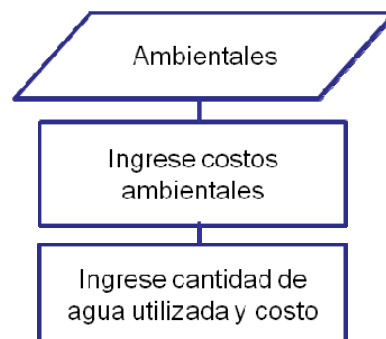 Ambientales
Ingrese costos
ambientales
Ingrese cantidad de
agua utilizada y costo